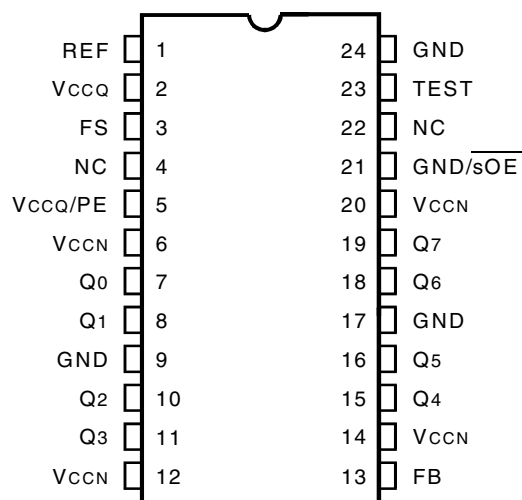 REF 1 24 GND
VCCQ 2 23 TEST
FS 3 22 NC
NC 4 21 GND/sOE
VCCQ/PE 5 20 VCCN
VCCN 6 19 Q7
Q0 7 18 Q6
Q1 8 17 GND
GND 9 16 Q5
Q2 10 15 Q4
Q3 11 14 VCCN
VCCN 12 13 FB